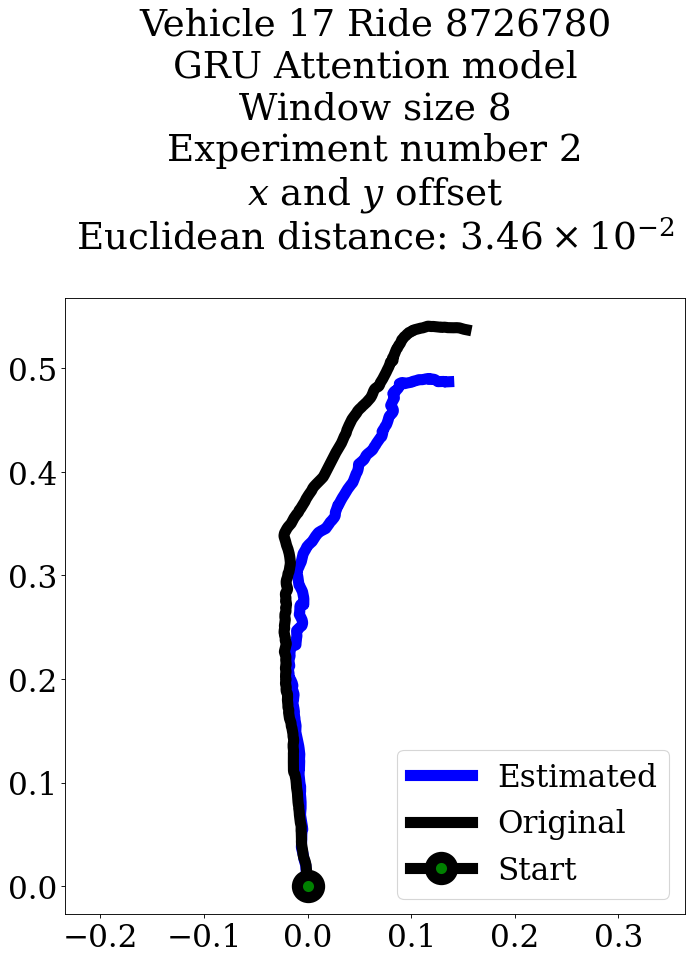 Vehicle 17 Ride 8726780
GRU Attention model
Window size 8
Experiment number 2
x and y offset
Euclidean distance: 3.46 × 10⁻²
0.5
0.4
0.3
0.2
0.1
0.0
Estimated
Original
Start
−0.2 −0.1 0.0 0.1 0.2 0.3